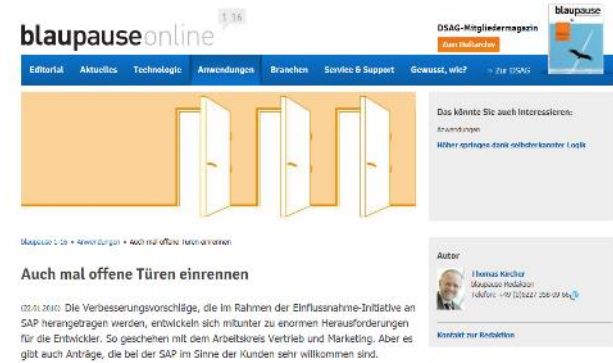 blaupauseonline
1-16
DSAG-Mitgliedermagazin
Zum Heftarchiv
blaupause
Editorial Aktuelles Technologie Anwendungen Branchen Service & Support Gewusst, wie? » Zur DSAG
Das könnte Sie auch interessieren:
Anwendungen
Höher springen dank selbsterkannter Logik
blaupause 1-16 • Anwendungen • Auch mal offene Türen einrennen
Auch mal offene Türen einrennen
(22.01.2016) Die Verbesserungsvorschläge, die im Rahmen der Einflussnahme-Initiative an
SAP herangetragen werden, entwickeln sich mitunter zu enormen Herausforderungen
für die Entwickler. So geschehen mit dem Arbeitskreis Vertrieb und Marketing. Aber es
gibt auch Anträge, die bei der SAP im Sinne der Kunden sehr willkommen sind.
Autor
Thomas Kircher
blaupause Redaktion
Telefon:
Kontakt zur Redaktion